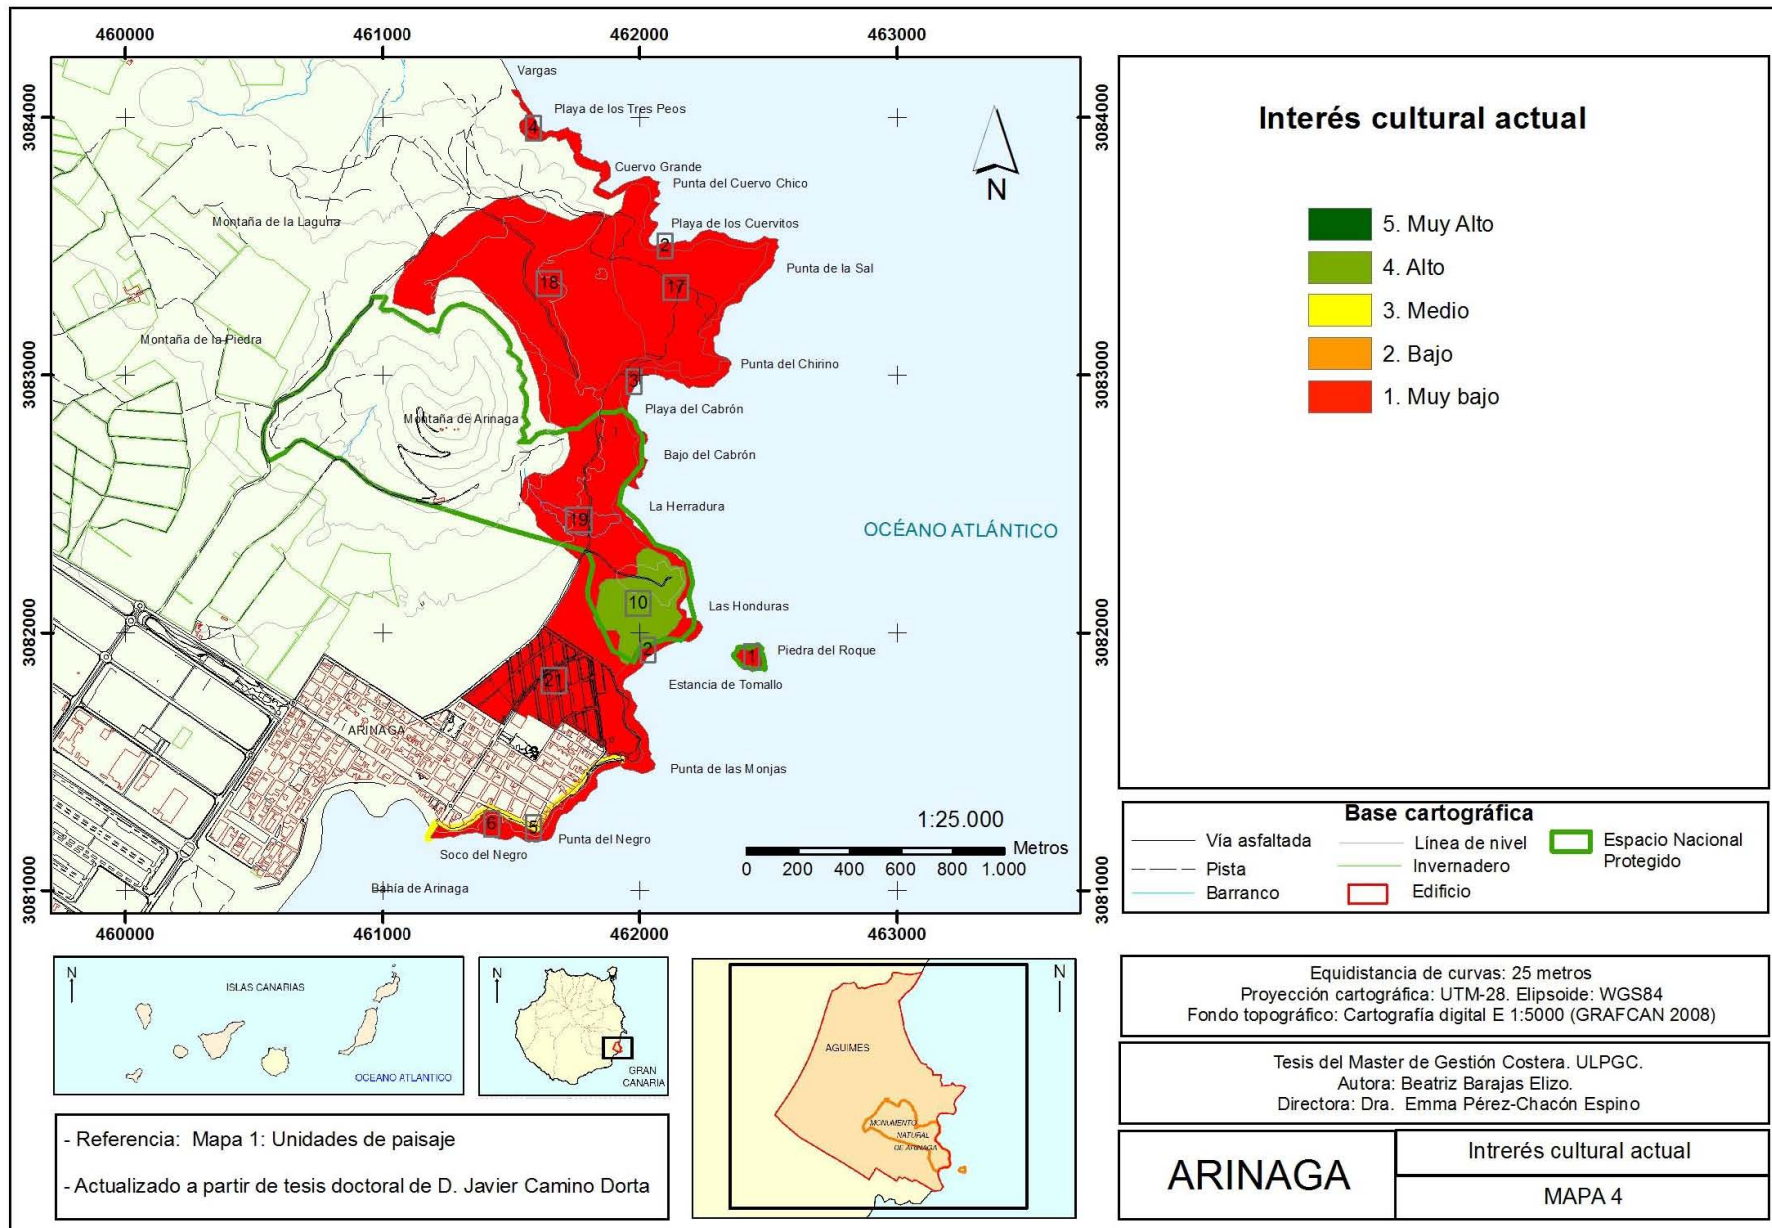 460000
461000
462000
463000
3084000
3083000
3082000
3081000
Vargas
Playa de los Tres Peos
4
Cuervo Grande
Punta del Cuervo Chico
Montaña de la Laguna
Playa de los Cuervitos
2
Punta de la Sal
18
17
Montaña de la Piedra
Punta del Chirino
3
Playa del Cabrón
Montaña de Arinaga
1
Bajo del Cabrón
La Herradura
19
OCÉANO ATLÁNTICO
10
Las Honduras
2
1
Piedra del Roque
21
Estancia de Tomallo
ARINAGA
Punta de las Monjas
6
5
Punta del Negro
Soco del Negro
Bahía de Arinaga
N
1:25.000
Metros
0 200 400 600 800 1.000
3084000
3083000
3082000
3081000
460000
461000
462000
463000
Interés cultural actual
5. Muy Alto
4. Alto
3. Medio
2. Bajo
1. Muy bajo
Base cartográfica
Vía asfaltada
Pista
Barranco
Línea de nivel
Invernadero
Edificio
Espacio Nacional
Protegido
N
ISLAS CANARIAS
OCEANO ATLANTICO
N
GRAN
CANARIA
N
AGUIMES
MONUMENTO
NATURAL
DE ARINAGA
Equidistancia de curvas: 25 metros
Proyección cartográfica: UTM-28. Elipsoide: WGS84
Fondo topográfico: Cartografía digital E 1:5000 (GRAFCAN 2008)
Tesis del Master de Gestión Costera. ULPGC.
Autora: Beatriz Barajas Elizo.
Directora: Dra. Emma Pérez-Chacón Espino
- Referencia: Mapa 1: Unidades de paisaje
- Actualizado a partir de tesis doctoral de D. Javier Camino Dorta
ARINAGA
Intrerés cultural actual
MAPA 4